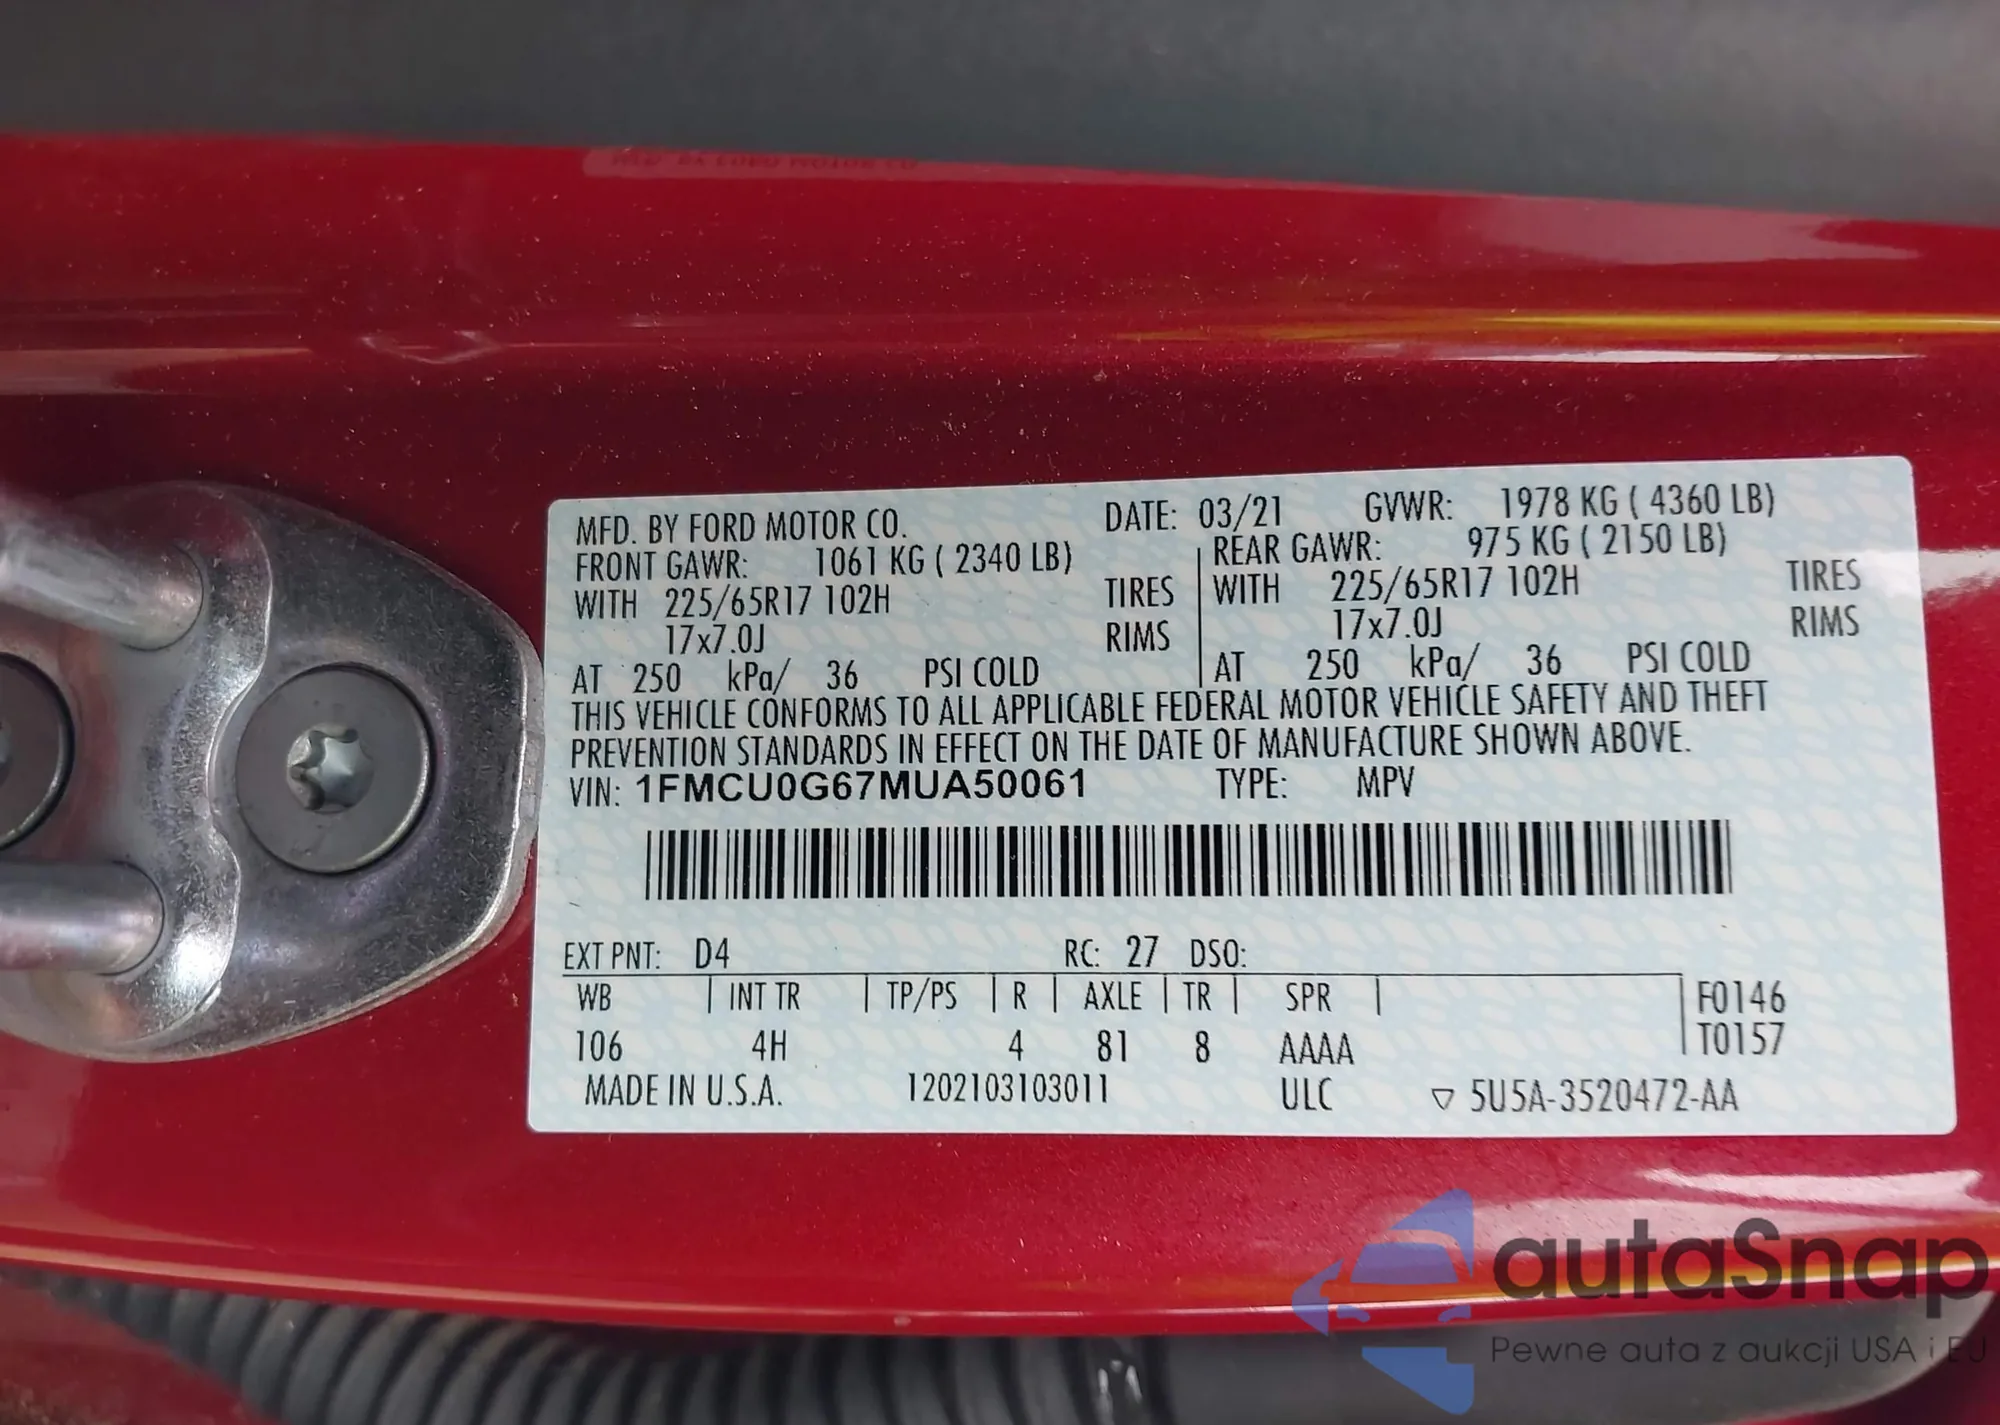 MFD. BY FORD MOTOR CO. DATE: 03/21 GVWR: 1978 KG ( 4360 LB)
FRONT GAWR: 1061 KG ( 2340 LB) REAR GAWR: 975 KG ( 2150 LB)
WITH 225/65R17 102H TIRES WITH 225/65R17 102H TIRES
17x7.0J RIMS 17x7.0J RIMS
AT 250 kPa/ 36 PSI COLD AT 250 kPa/ 36 PSI COLD
THIS VEHICLE CONFORMS TO ALL APPLICABLE FEDERAL MOTOR VEHICLE SAFETY AND THEFT
PREVENTION STANDARDS IN EFFECT ON THE DATE OF MANUFACTURE SHOWN ABOVE.
VIN: 1FMCU0G67MUA50061 TYPE: MPV
EXT PNT: D4 RC: 27 DSO:
WB INT TR TP/PS R AXLE TR SPR F0146
106 4H 4 81 8 AAAA T0157
MADE IN U.S.A. 1202103103011 ULC ▽ 5U5A-3520472-AA
autaSnap
Pewne auta z aukcji USA i EU